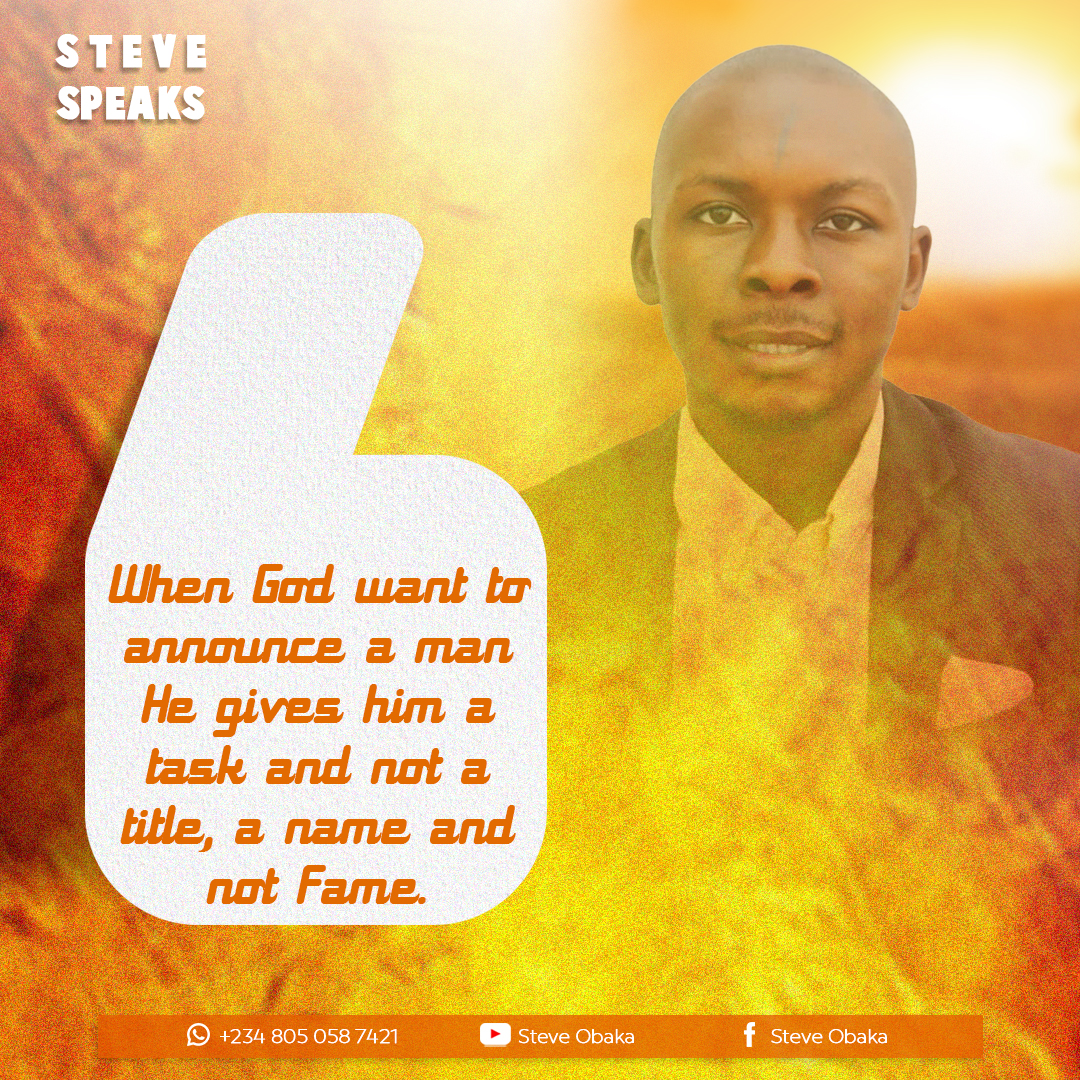 STEVE
SPEAKS
When God want to
announce a man
He gives him a
task and not a
title, a name and
not Fame.
+234 805 058 7421
Steve Obaka
Steve Obaka